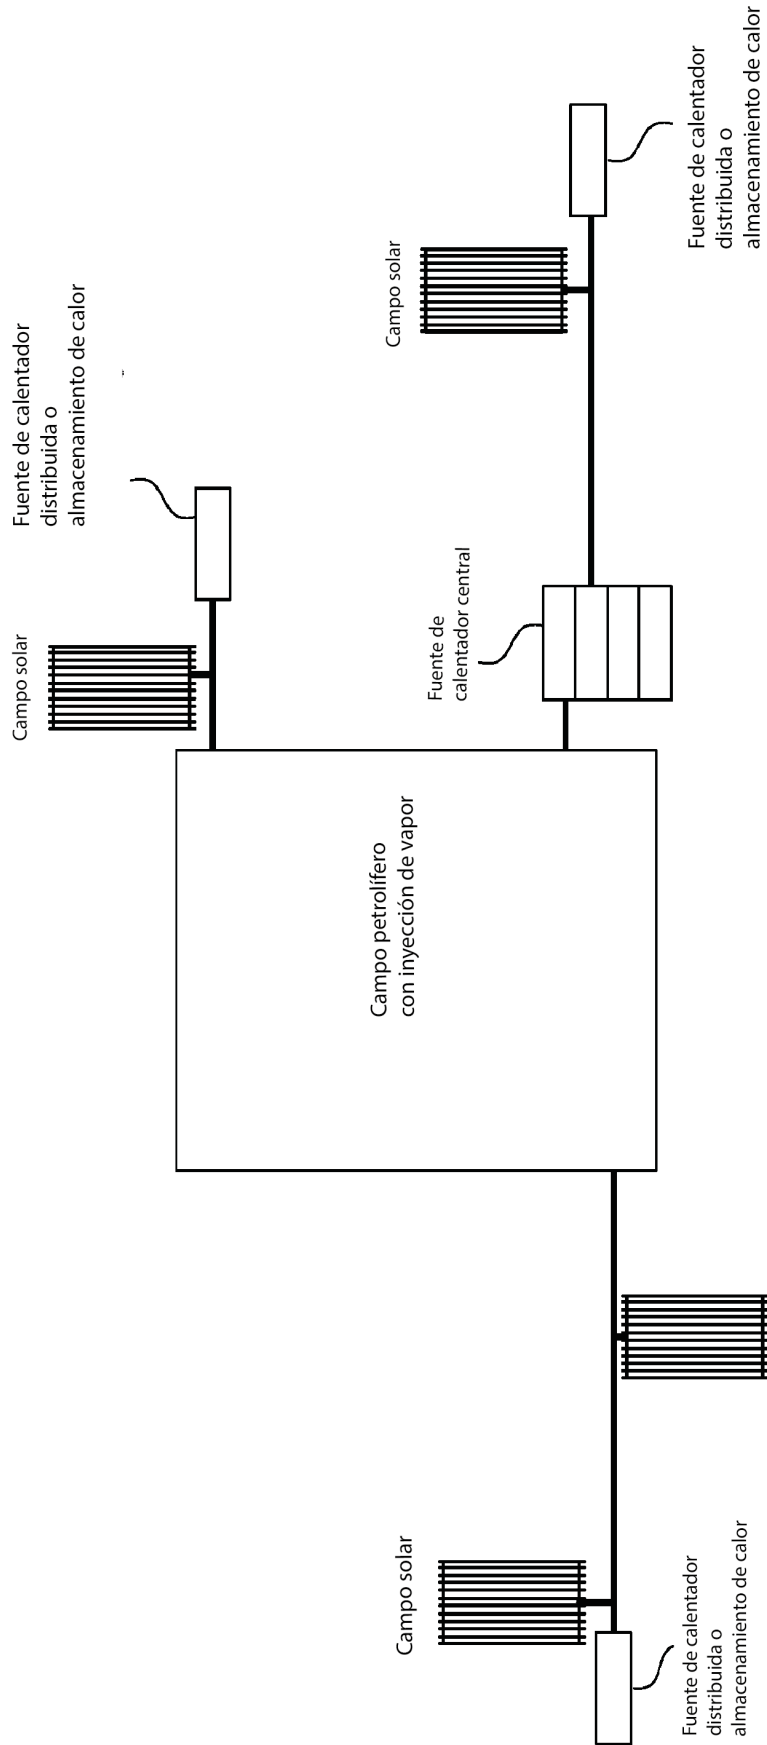 Campo solar
Fuente de calentador
distribuida o
almacenamiento de calor
Campo solar
Campo petrolífero
con inyección de vapor
Fuente de
calentador central
Campo solar
Fuente de calentador
distribuida o
almacenamiento de calor
Fuente de calentador
distribuida o
almacenamiento de calor